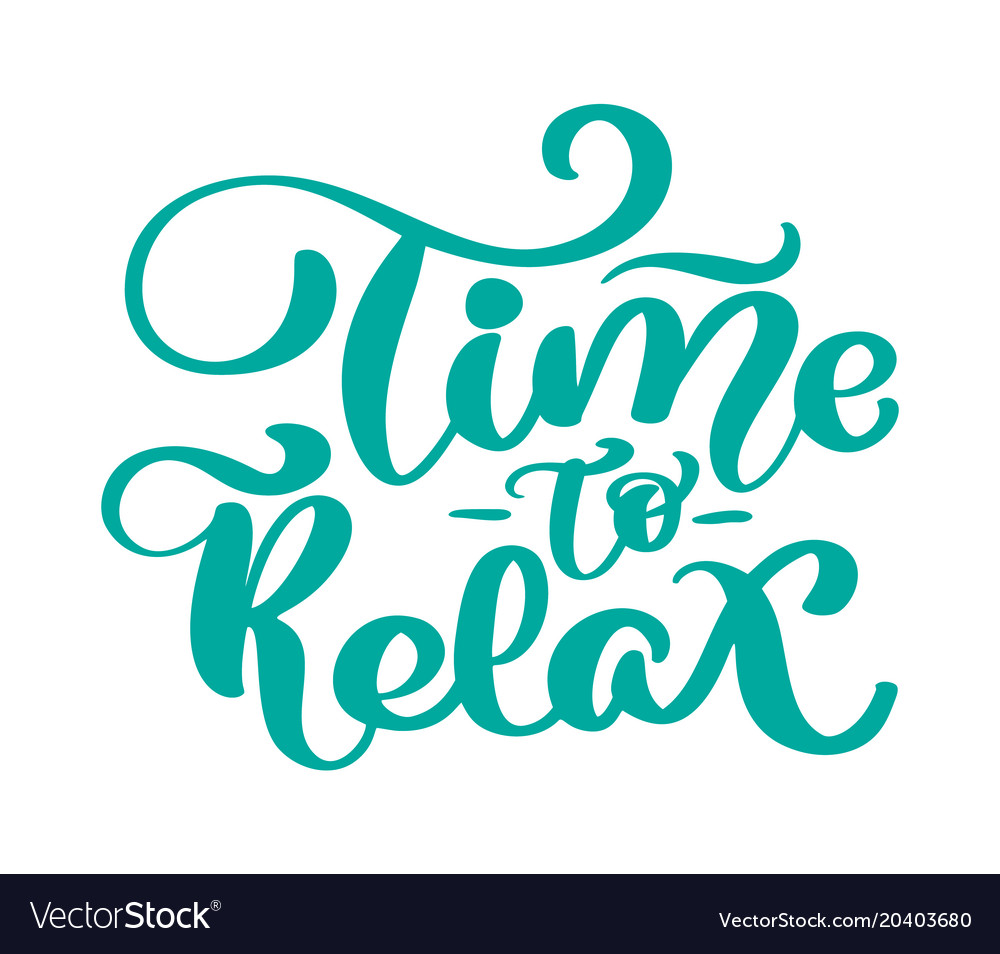 Time
- to -
Relax
VectorStock®
VectorStock.com/20403680